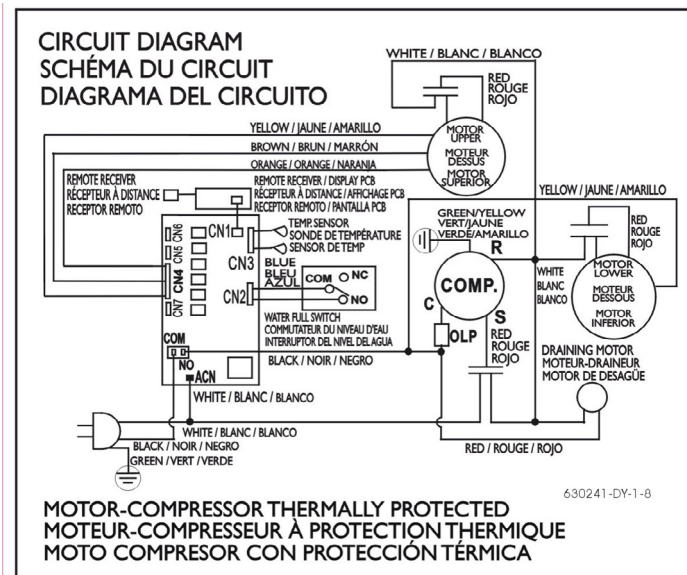 CIRCUIT DIAGRAM
SCHÉMA DU CIRCUIT
DIAGRAMA DEL CIRCUITO
WHITE / BLANC / BLANCO
RED
ROUGE
ROJO
MOTOR
UPPER
MOTEUR
DESSUS
MOTOR
SUPERIOR
YELLOW / JAUNE / AMARILLO
BROWN / BRUN / MARRÓN
ORANGE / ORANGE / NARANJA
REMOTE RECEIVER
RÉCEPTEUR À DISTANCE
RECEPTOR REMOTO
REMOTE RECEIVER / DISPLAY PCB
RÉCEPTEUR À DISTANCE / AFFICHAGE PCB
RECEPTOR REMOTO / PANTALLA PCB
YELLOW / JAUNE / AMARILLO
CN6
CN5
CN4
CN7
CN1
CN3
CN2
TEMP. SENSOR
SONDE DE TEMPÉRATURE
SENSOR DE TEMP
BLUE
BLEU
AZUL
COM
NC
NO
WATER FULL SWITCH
COMMUTATEUR DU NIVEAU D'EAU
INTERRUPTOR DEL NIVEL DEL AGUA
GREEN/YELLOW
VERT/JAUNE
VERDE/AMARILLO
R
COMP.
C
S
OLP
RED
ROUGE
ROJO
WHITE
BLANC
BLANCO
RED
ROUGE
ROJO
MOTOR
LOWER
MOTEUR
DESSOUS
MOTOR
INFERIOR
DRAINING MOTOR
MOTEUR-DRAINEUR
MOTOR DE DESAGÜE
COM
NO
ACN
BLACK / NOIR / NEGRO
WHITE / BLANC / BLANCO
WHITE / BLANC / BLANCO
BLACK / NOIR / NEGRO
GREEN / VERT / VERDE
RED / ROUGE / ROJO
630241-DY-1-8
MOTOR-COMPRESSOR THERMALLY PROTECTED
MOTEUR-COMPRESSEUR À PROTECTION THERMIQUE
MOTO COMPRESOR CON PROTECCIÓN TÉRMICA